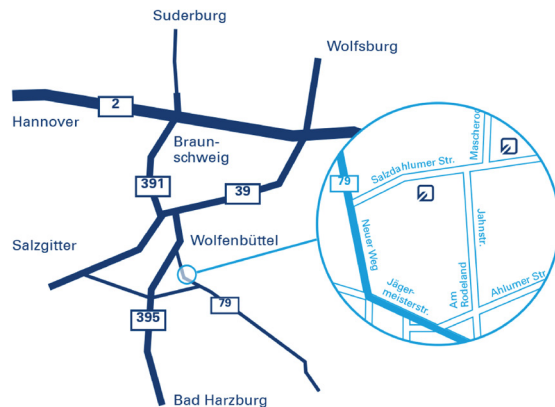 Suderburg
Wolfsburg
2
Hannover
Braun-
schweig
391
39
Salzgitter
Wolfenbüttel
79
395
Bad Harzburg
79
Salzdahlumer Str.
Mascherod
Neuer Weg
Jahnstr.
Jäger-
meisterstr.
Am
Rodeland
Ahlumer Str